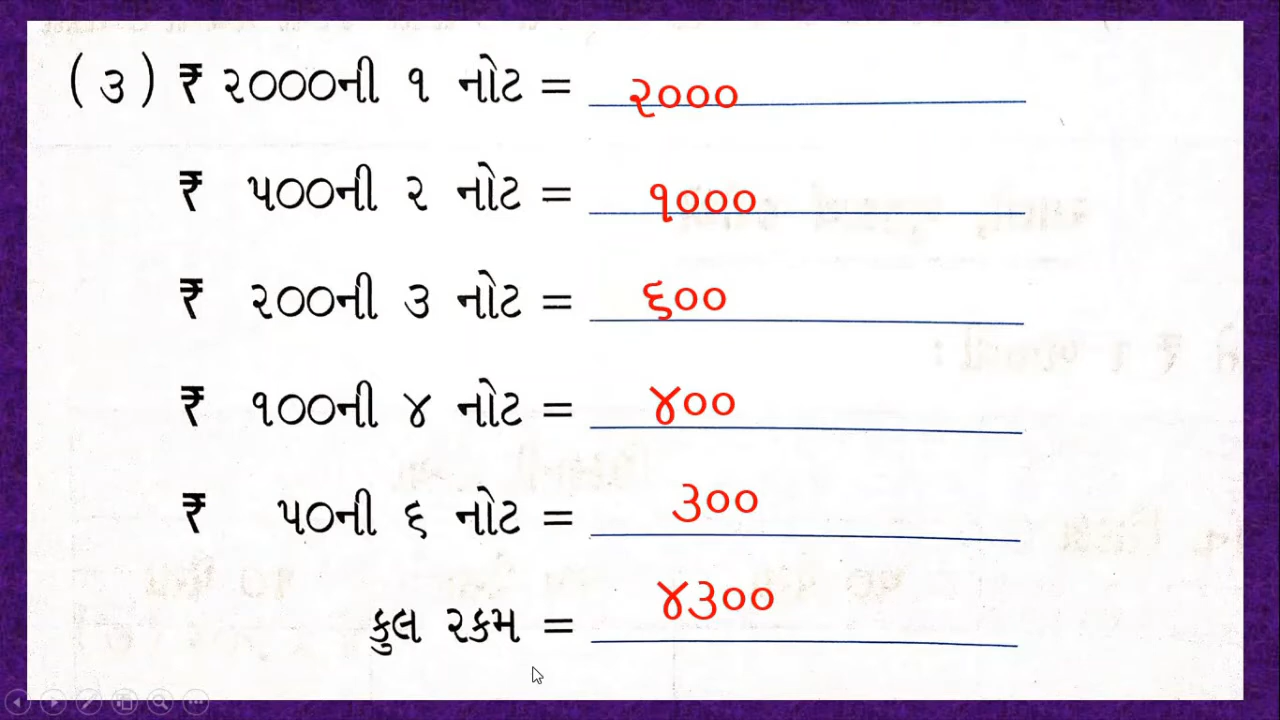 (૩) ₹ ૨૦૦૦ની ૧ નોટ = ૨૦૦૦
₹ ૫૦૦ની ૨ નોટ = ૧૦૦૦
₹ ૨૦૦ની ૩ નોટ = ૬૦૦
₹ ૧૦૦ની ૪ નોટ = ૪૦૦
₹ ૫૦ની ૬ નોટ = ૩૦૦
કુલ રકમ = ૪૩૦૦